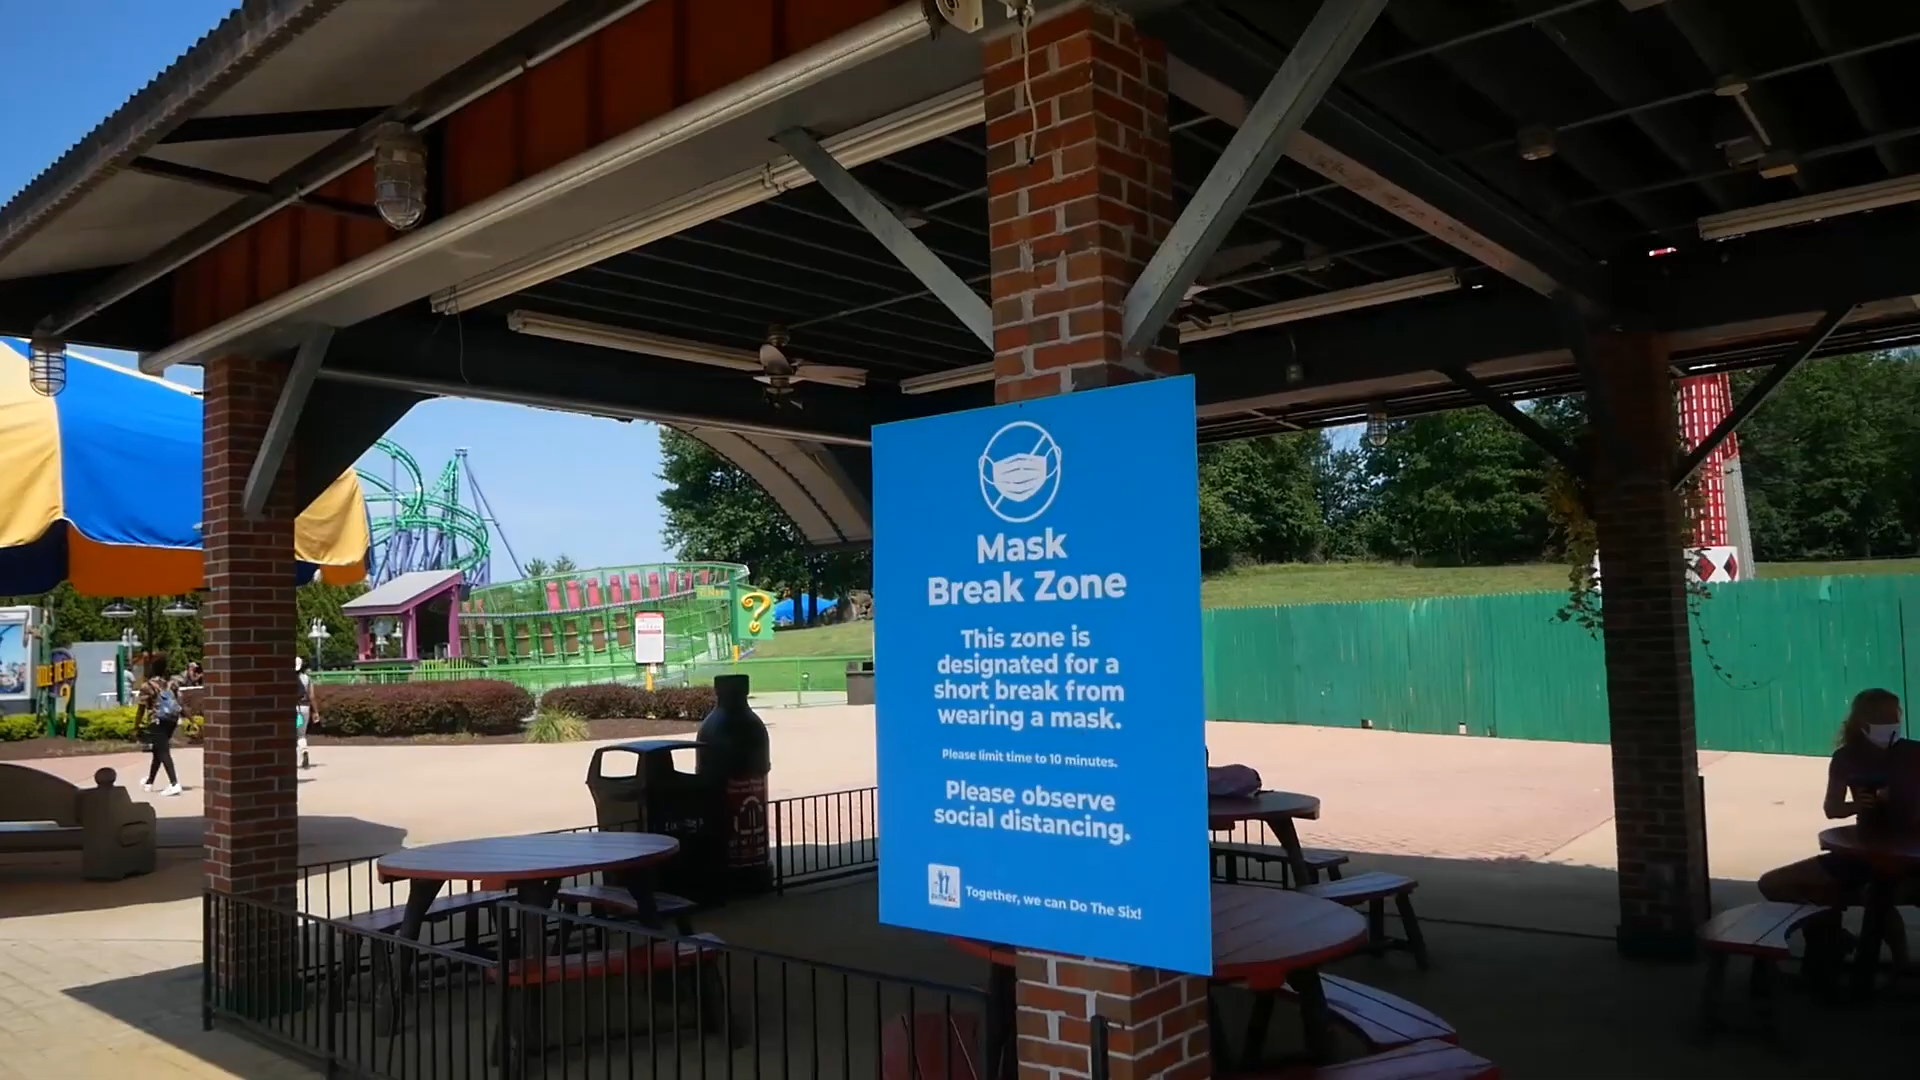 Mask
Break Zone
This zone is
designated for a
short break from
wearing a mask.
Please limit time to 10 minutes.
Please observe
social distancing.
Together, we can Do The Six!
?